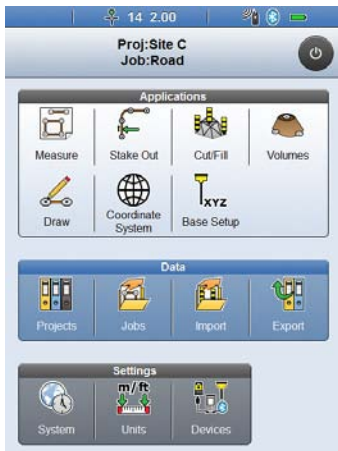 14 2.00
Proj:Site C
Job:Road
Applications
Measure
Stake Out
Cut/Fill
Volumes
Draw
Coordinate
System
XYZ
Base Setup
Data
Projects
Jobs
Import
Export
Settings
m/ft
System
Units
Devices